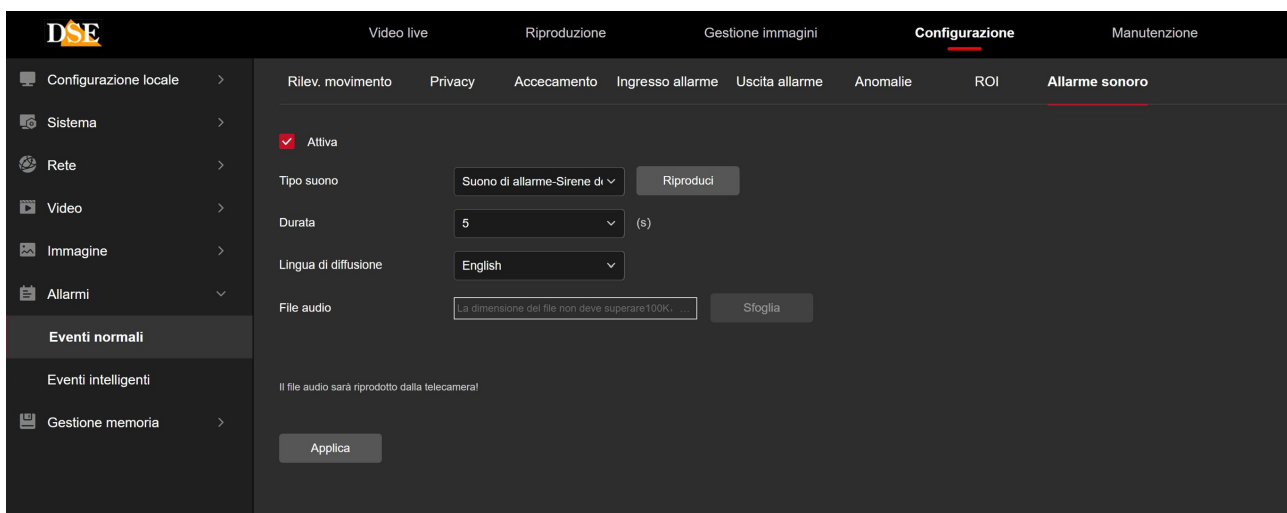 DSE
Video live
Riproduzione
Gestione immagini
Configurazione
Manutenzione
Configurazione locale
Sistema
Rete
Video
Immagine
Allarmi
Eventi normali
Eventi intelligenti
Gestione memoria
Rilev. movimento
Privacy
Accecamento
Ingresso allarme
Uscita allarme
Anomalie
ROI
Allarme sonoro
Attiva
Tipo suono
Suono di allarme-Sirene
Riproduci
Durata
5
(s)
Lingua di diffusione
English
File audio
La dimensione del file non deve superare100K, ...
Sfoglia
Il file audio sarà riprodotto dalla telecamera!
Applica